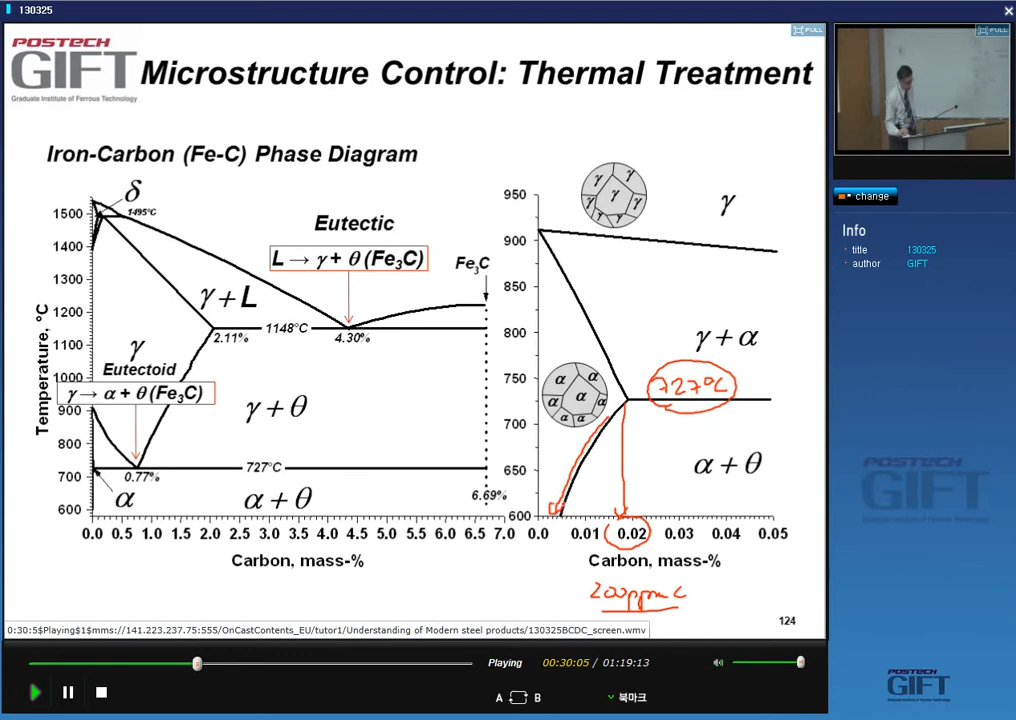 130325
POSTECH
GIFT
Graduate Institute of Ferrous Technology
Microstructure Control: Thermal Treatment
FULL
FULL
change
Info
title 130325
author GIFT
Iron-Carbon (Fe-C) Phase Diagram
δ
1495°C
Eutectic
L → γ + θ (Fe₃C)
Fe₃C
γ + L
1148°C
2.11%
4.30%
γ
Eutectoid
γ → α + θ (Fe₃C)
γ + θ
727°C
0.77%
α
α + θ
6.69%
Temperature, °C
1500
1400
1300
1200
1100
1000
900
800
700
600
0.0 0.5 1.0 1.5 2.0 2.5 3.0 3.5 4.0 4.5 5.0 5.5 6.0 6.5 7.0
Carbon, mass-%
950
900
850
800
750
700
650
600
γ γ γ γ γ γ γ
γ
γ + α
α α α α α α α
727°C
α + θ
0.0 0.01 0.02 0.03 0.04 0.05
Carbon, mass-%
200ppm C
124
0:30:5$Playing$1$mms://141.223.237.75:555/OnCastContents_EU/tutor1/Understanding of Modern steel products/130325BCDC_screen.wmv
POSTECH
GIFT
Playing 00:30:05 / 01:19:13
A B 북마크
POSTECH
GIFT